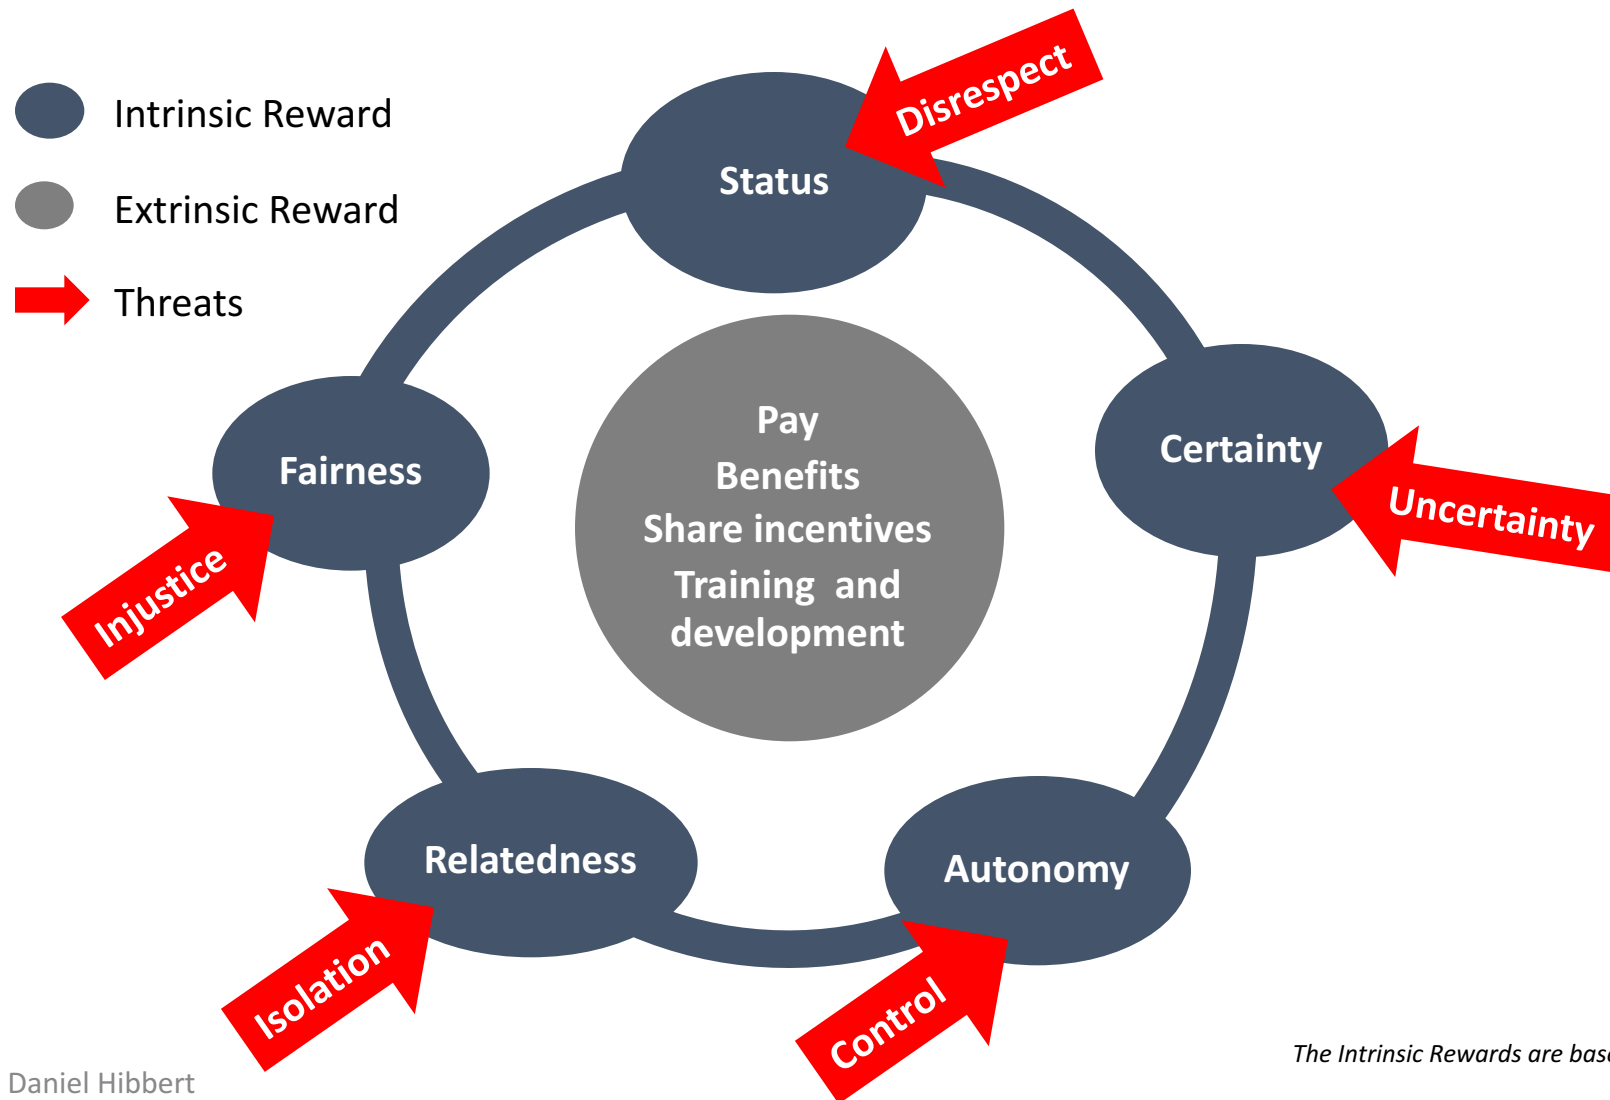 Intrinsic Reward
Extrinsic Reward
Threats
Disrespect
Status
Certainty
Uncertainty
Fairness
Injustice
Pay
Benefits
Share incentives
Training and
development
Relatedness
Isolation
Autonomy
Control
The Intrinsic Rewards are base
Daniel Hibbert